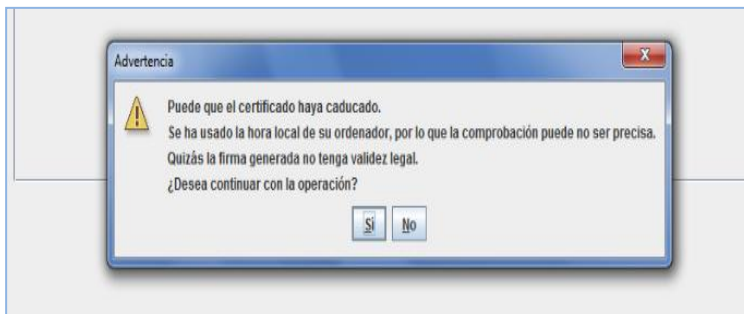 Advertencia
Puede que el certificado haya caducado.
Se ha usado la hora local de su ordenador, por lo que la comprobación puede no ser precisa.
Quizás la firma generada no tenga validez legal.
¿Desea continuar con la operación?
Sí No